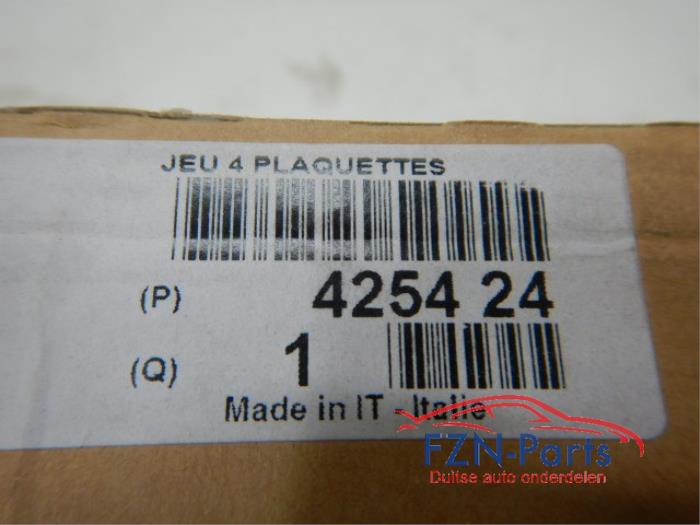 JEU 4 PLAQUETTES
(P) 4254 24
(Q) 1
Made in IT - Italie
FZN-Parts
Duitse auto onderdelen